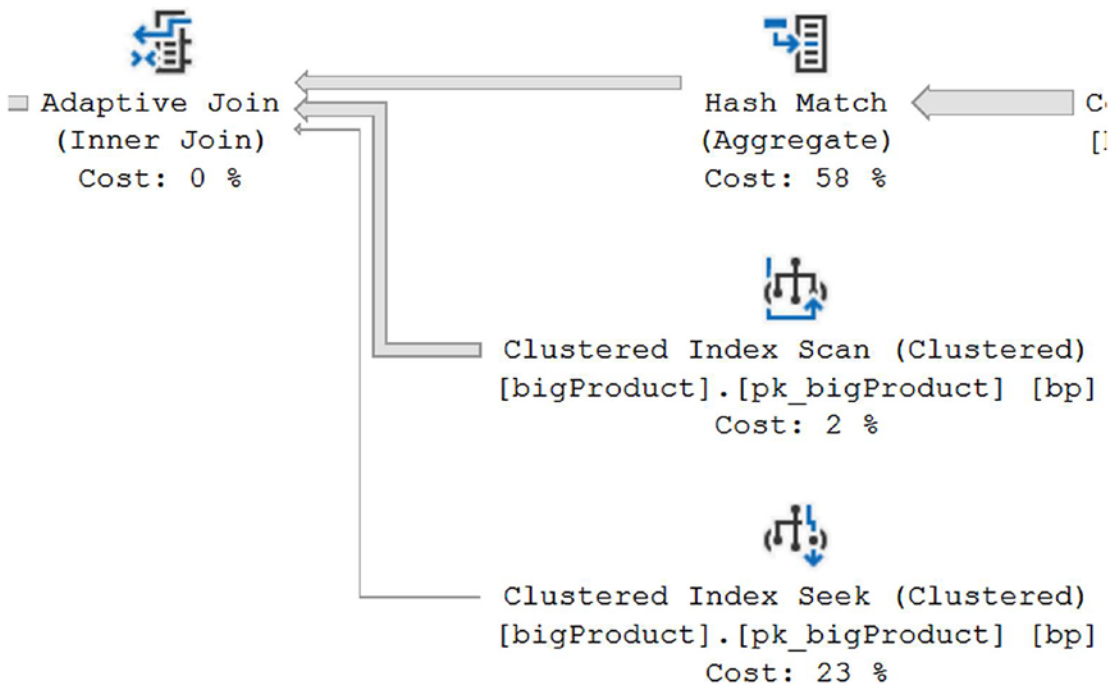 Adaptive Join
(Inner Join)
Cost: 0 %
Hash Match
(Aggregate)
Cost: 58 %
Clustered Index Scan (Clustered)
[bigProduct].[pk_bigProduct] [bp]
Cost: 2 %
Clustered Index Seek (Clustered)
[bigProduct].[pk_bigProduct] [bp]
Cost: 23 %